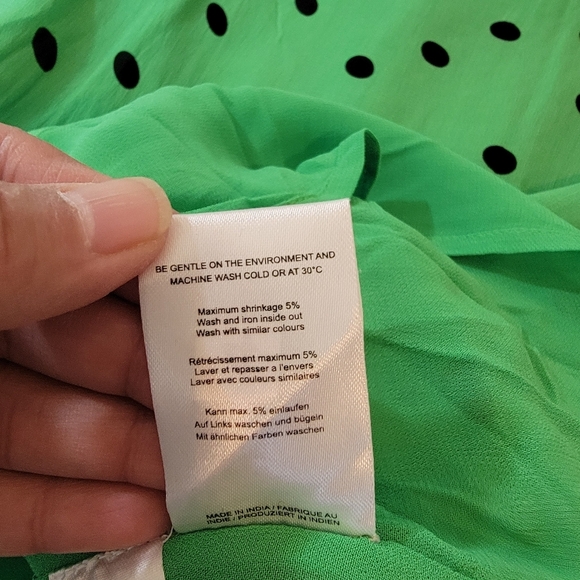 BE GENTLE ON THE ENVIRONMENT AND
MACHINE WASH COLD OR AT 30°C
Maximum shrinkage 5%
Wash and iron inside out
Wash with similar colours
Rétrécissement maximum 5%
Laver et repasser a l'envers
Laver avec couleurs similaires
Kann max. 5% einlaufen
Auf Links waschen und bügeln
Mit ähnlichen Farben waschen
MADE IN INDIA / FABRIQUE AU
INDIE / PRODUZIERT IN INDIEN